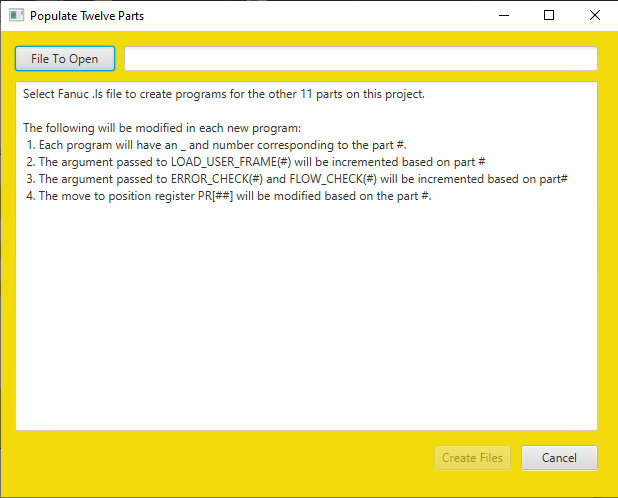 Populate Twelve Parts
File To Open
Select Fanuc .ls file to create programs for the other 11 parts on this project.
The following will be modified in each new program:
1. Each program will have an _ and number corresponding to the part #.
2. The argument passed to LOAD_USER_FRAME(#) will be incremented based on part #
3. The argument passed to ERROR_CHECK(#) and FLOW_CHECK(#) will be incremented based on part#
4. The move to position register PR[##] will be modified based on the part #.
Create Files
Cancel